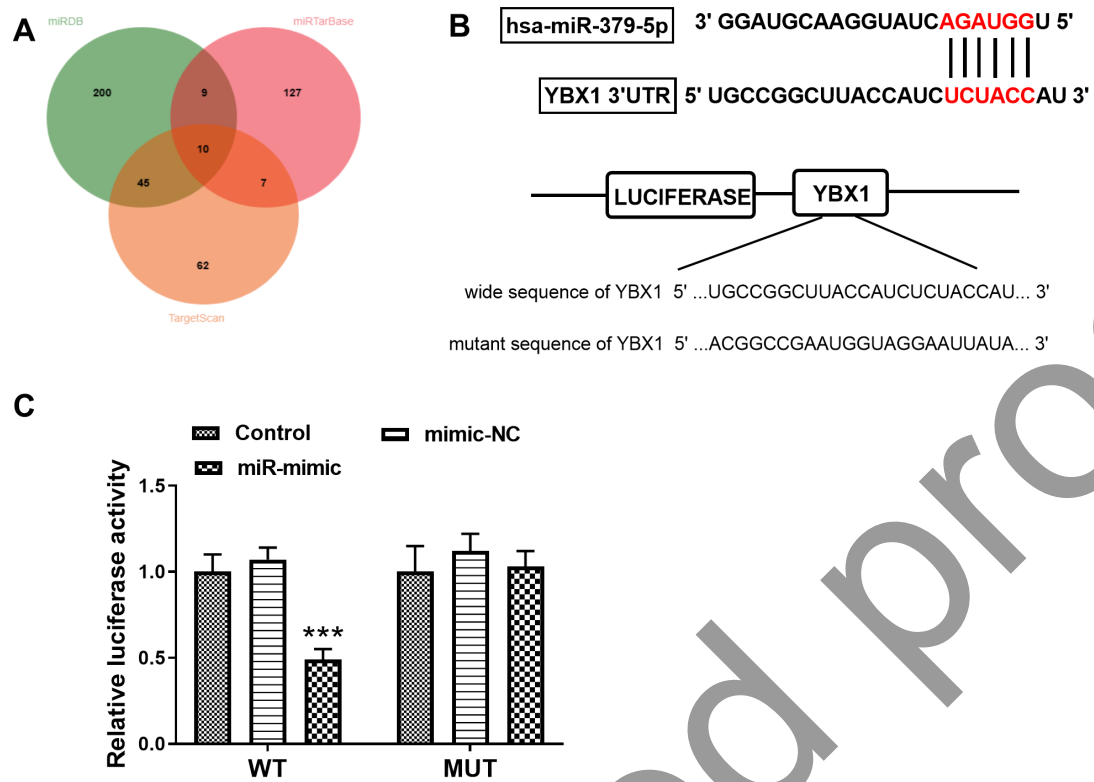 A
miRDB
miRTarBase
200
9
127
10
45
7
62
TargetScan
B
hsa-miR-379-5p
3' GGAUGCAAGGUAUCAGAUGGU 5'
YBX1 3'UTR
5' UGCCGGCUUACCAUCUCUACCAU 3'
LUCIFERASE
YBX1
wide sequence of YBX1 5' ...UGCCGGCUUACCAUCUCUACCAU... 3'
mutant sequence of YBX1 5' ...ACGGCCGAAUGGUAGGAAUUAUA... 3'
C
Control
mimic-NC
miR-mimic
Relative luciferase activity
1.5
1.0
0.5
0.0
***
WT
MUT
d pro